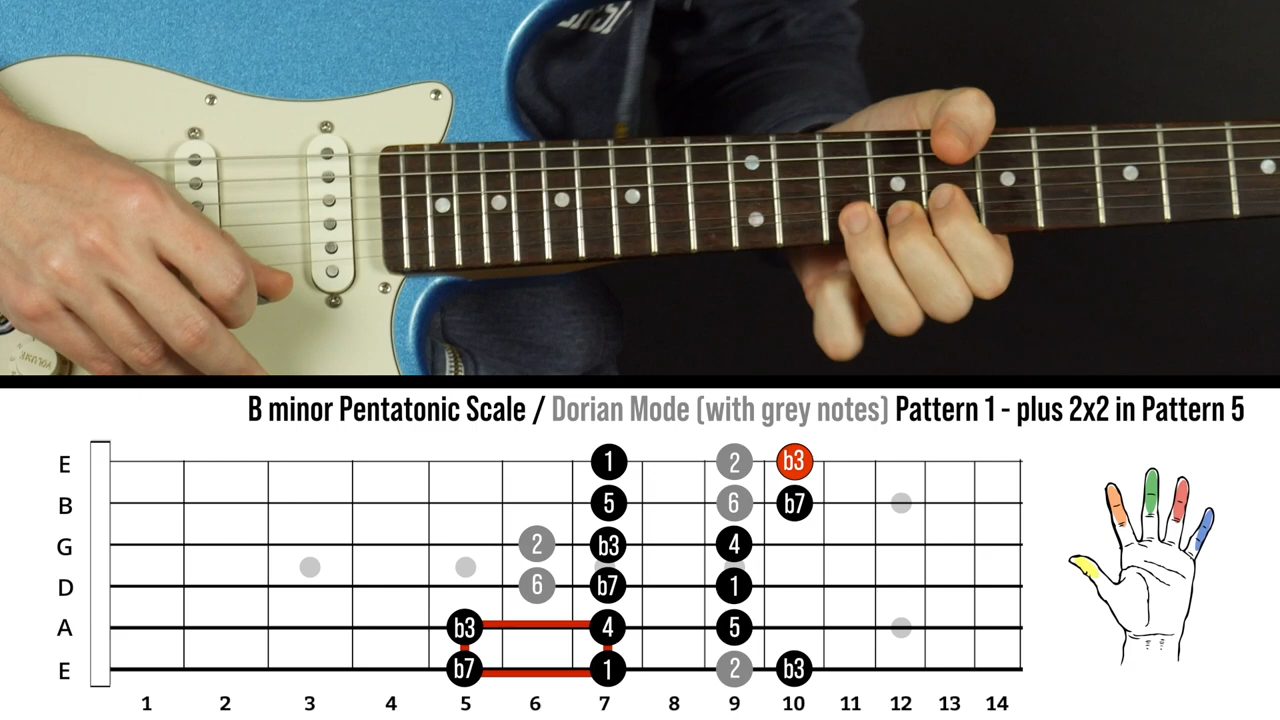 VOLUME
B minor Pentatonic Scale / Dorian Mode (with grey notes) Pattern 1 - plus 2x2 in Pattern 5
E 1 2 b3
B 5 6 b7
G 2 b3 4
D 6 b7 1
A b3 4 5
E b7 1 2 b3
1 2 3 4 5 6 7 8 9 10 11 12 13 14